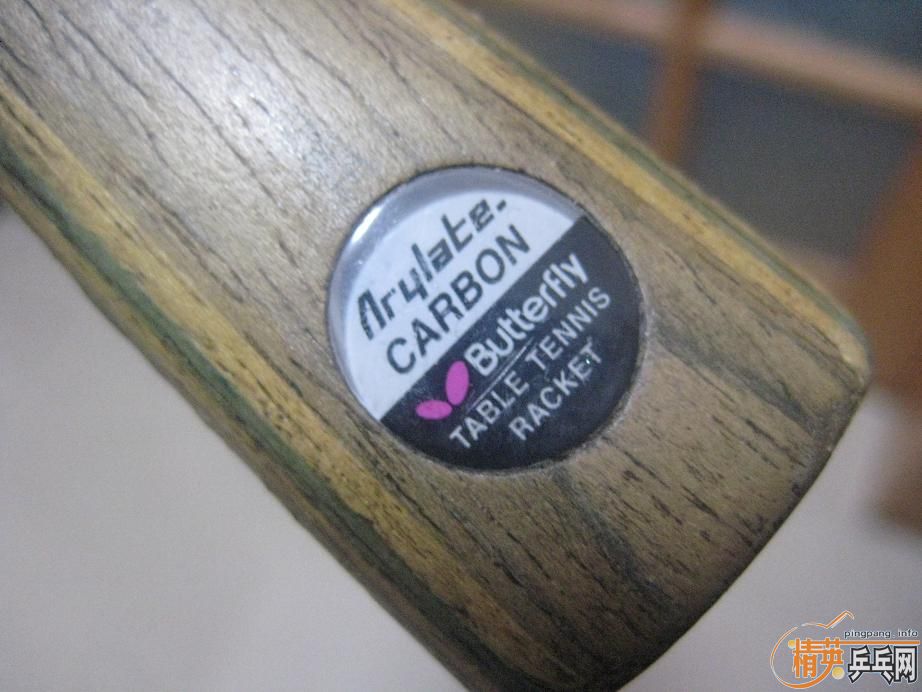 Arylate-
CARBON
Butterfly
TABLE TENNIS
RACKET
pingpang.info
精英乒乓网